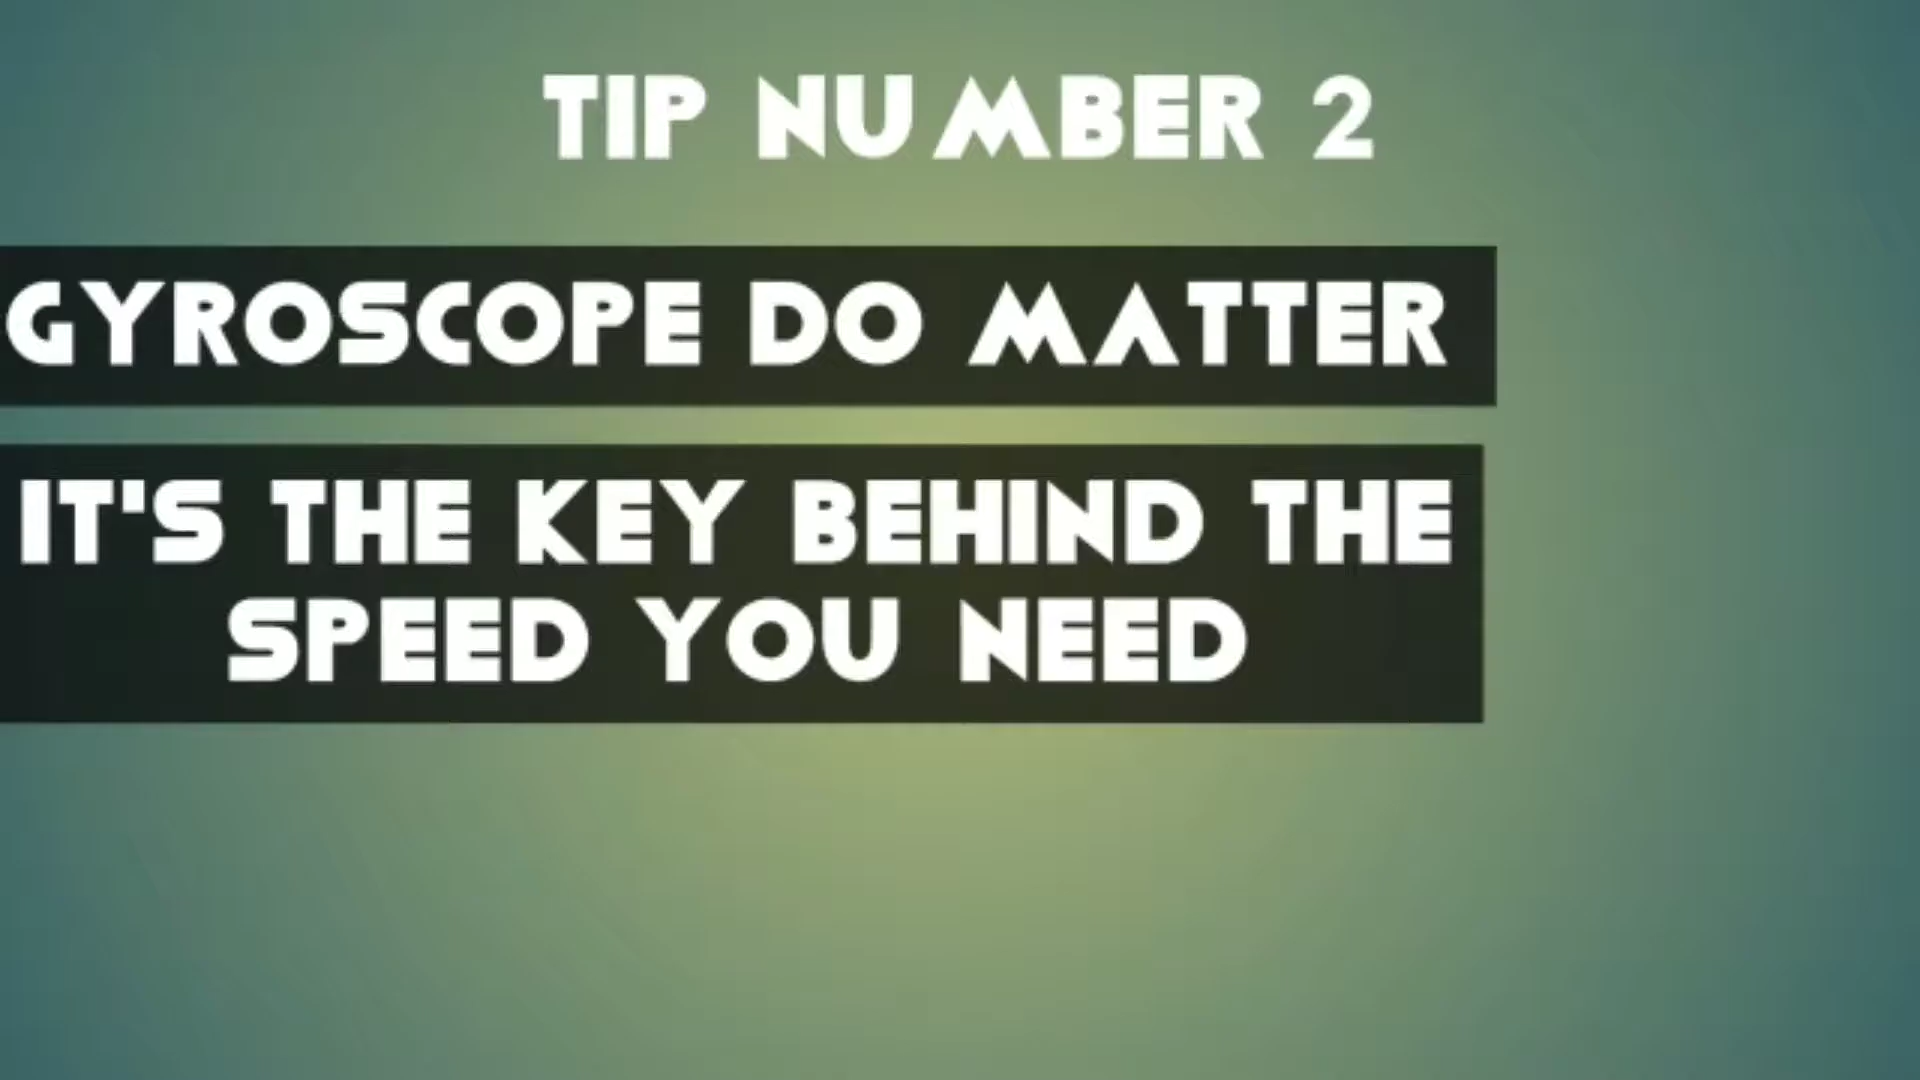 TIP NUMBER 2
GYROSCOPE DO MATTER
IT'S THE KEY BEHIND THE
SPEED YOU NEED